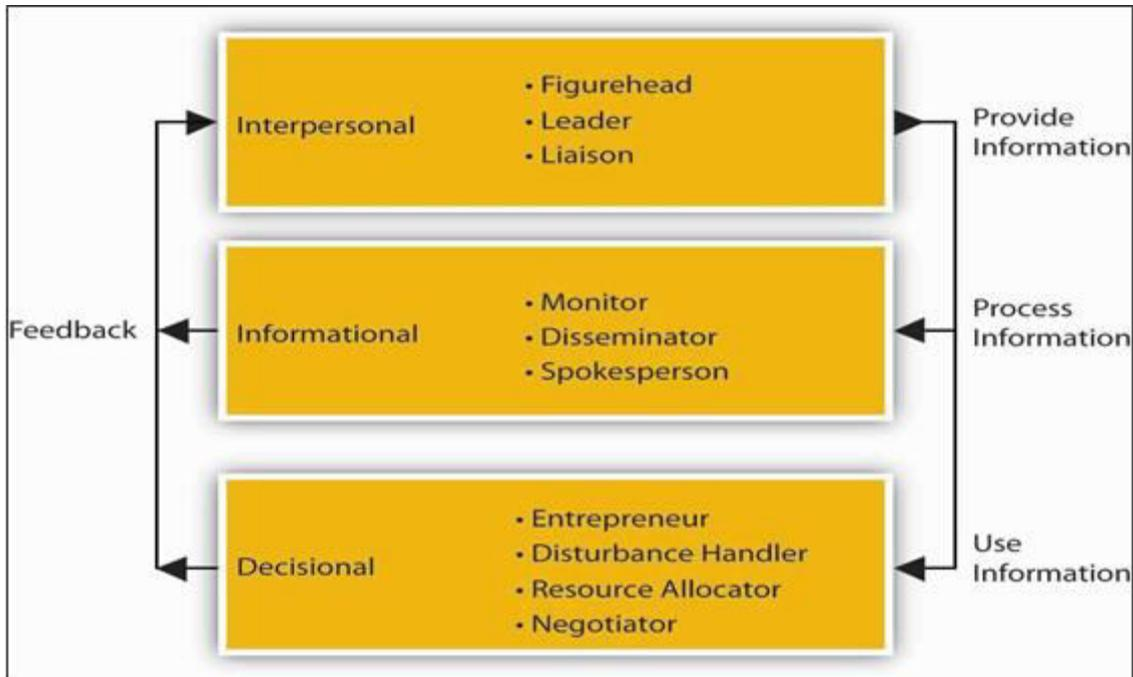 Interpersonal
• Figurehead
• Leader
• Liaison
Provide
Information
Feedback
Informational
• Monitor
• Disseminator
• Spokesperson
Process
Information
Decisional
• Entrepreneur
• Disturbance Handler
• Resource Allocator
• Negotiator
Use
Information